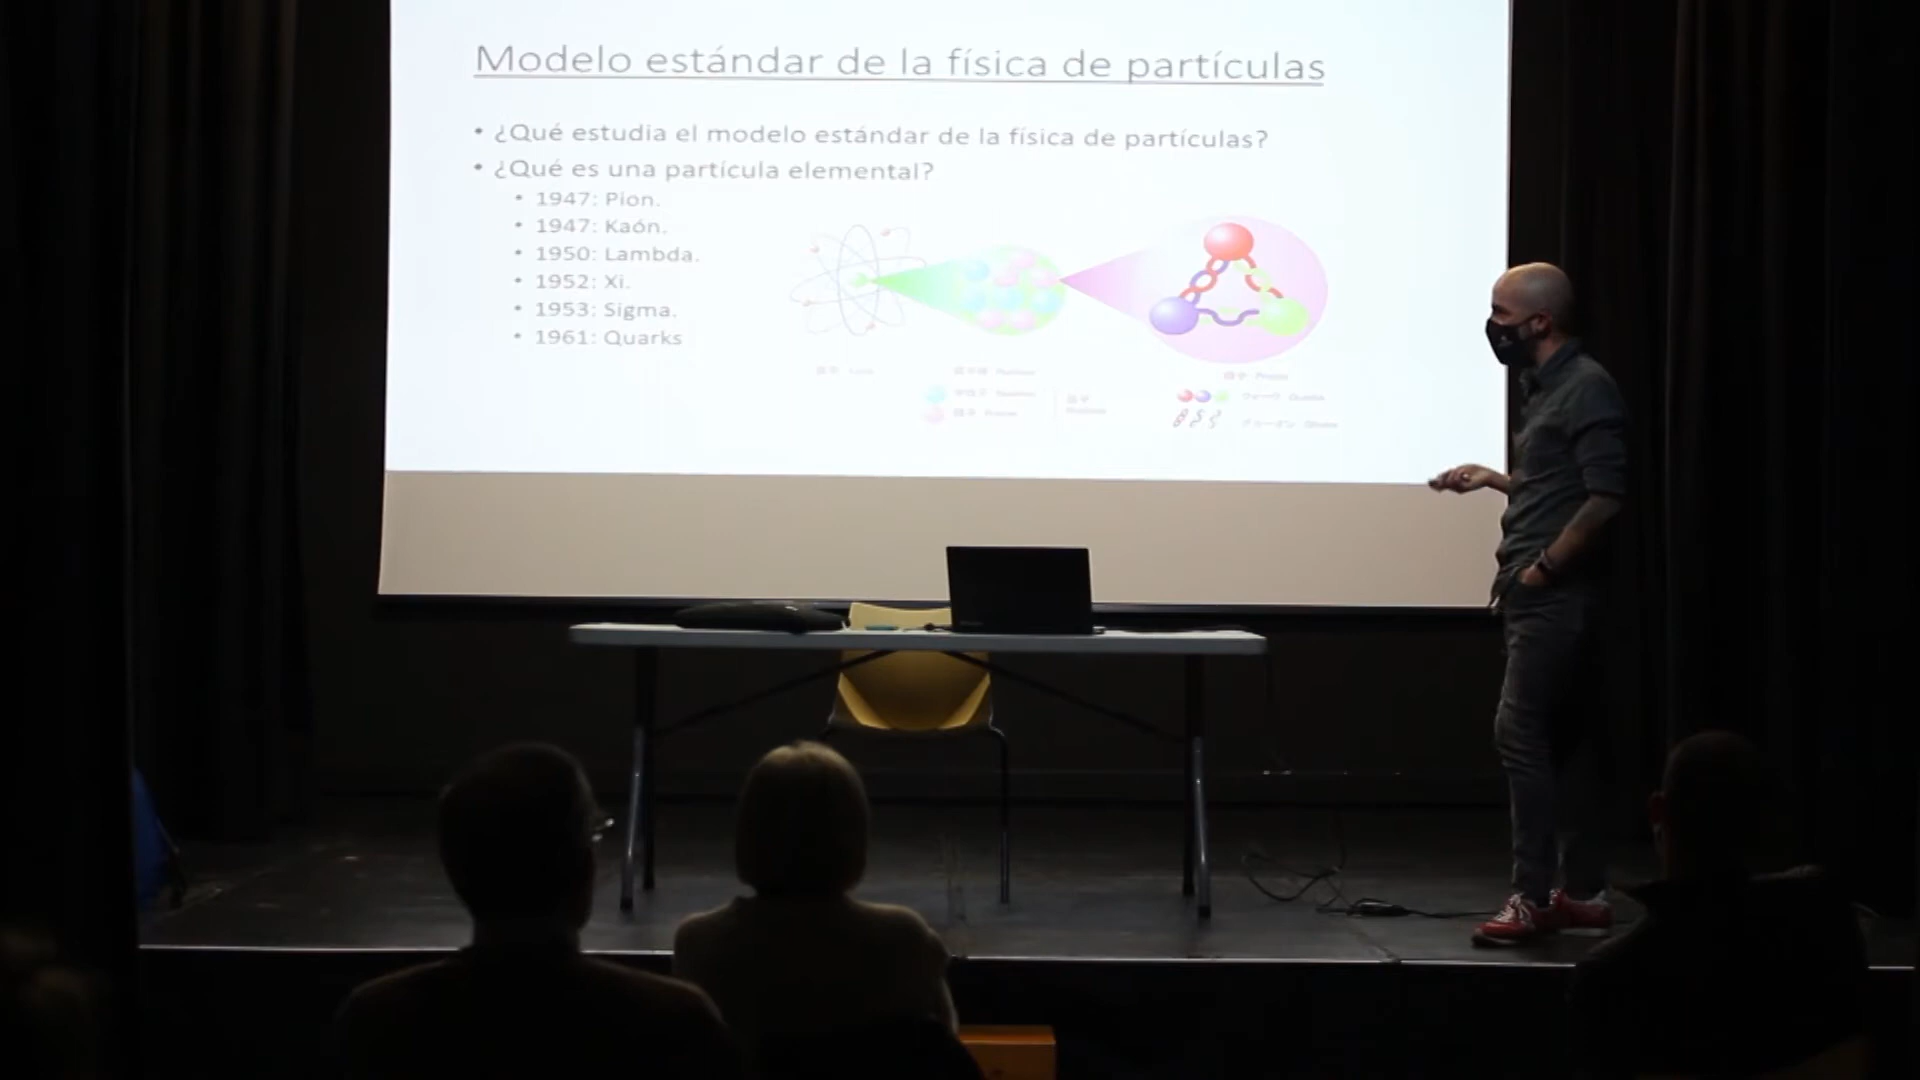 Modelo estándar de la física de partículas
• ¿Qué estudia el modelo estándar de la física de partículas?
• ¿Qué es una partícula elemental?
• 1947: Pion.
• 1947: Kaón.
• 1950: Lambda.
• 1952: Xi.
• 1953: Sigma.
• 1961: Quarks